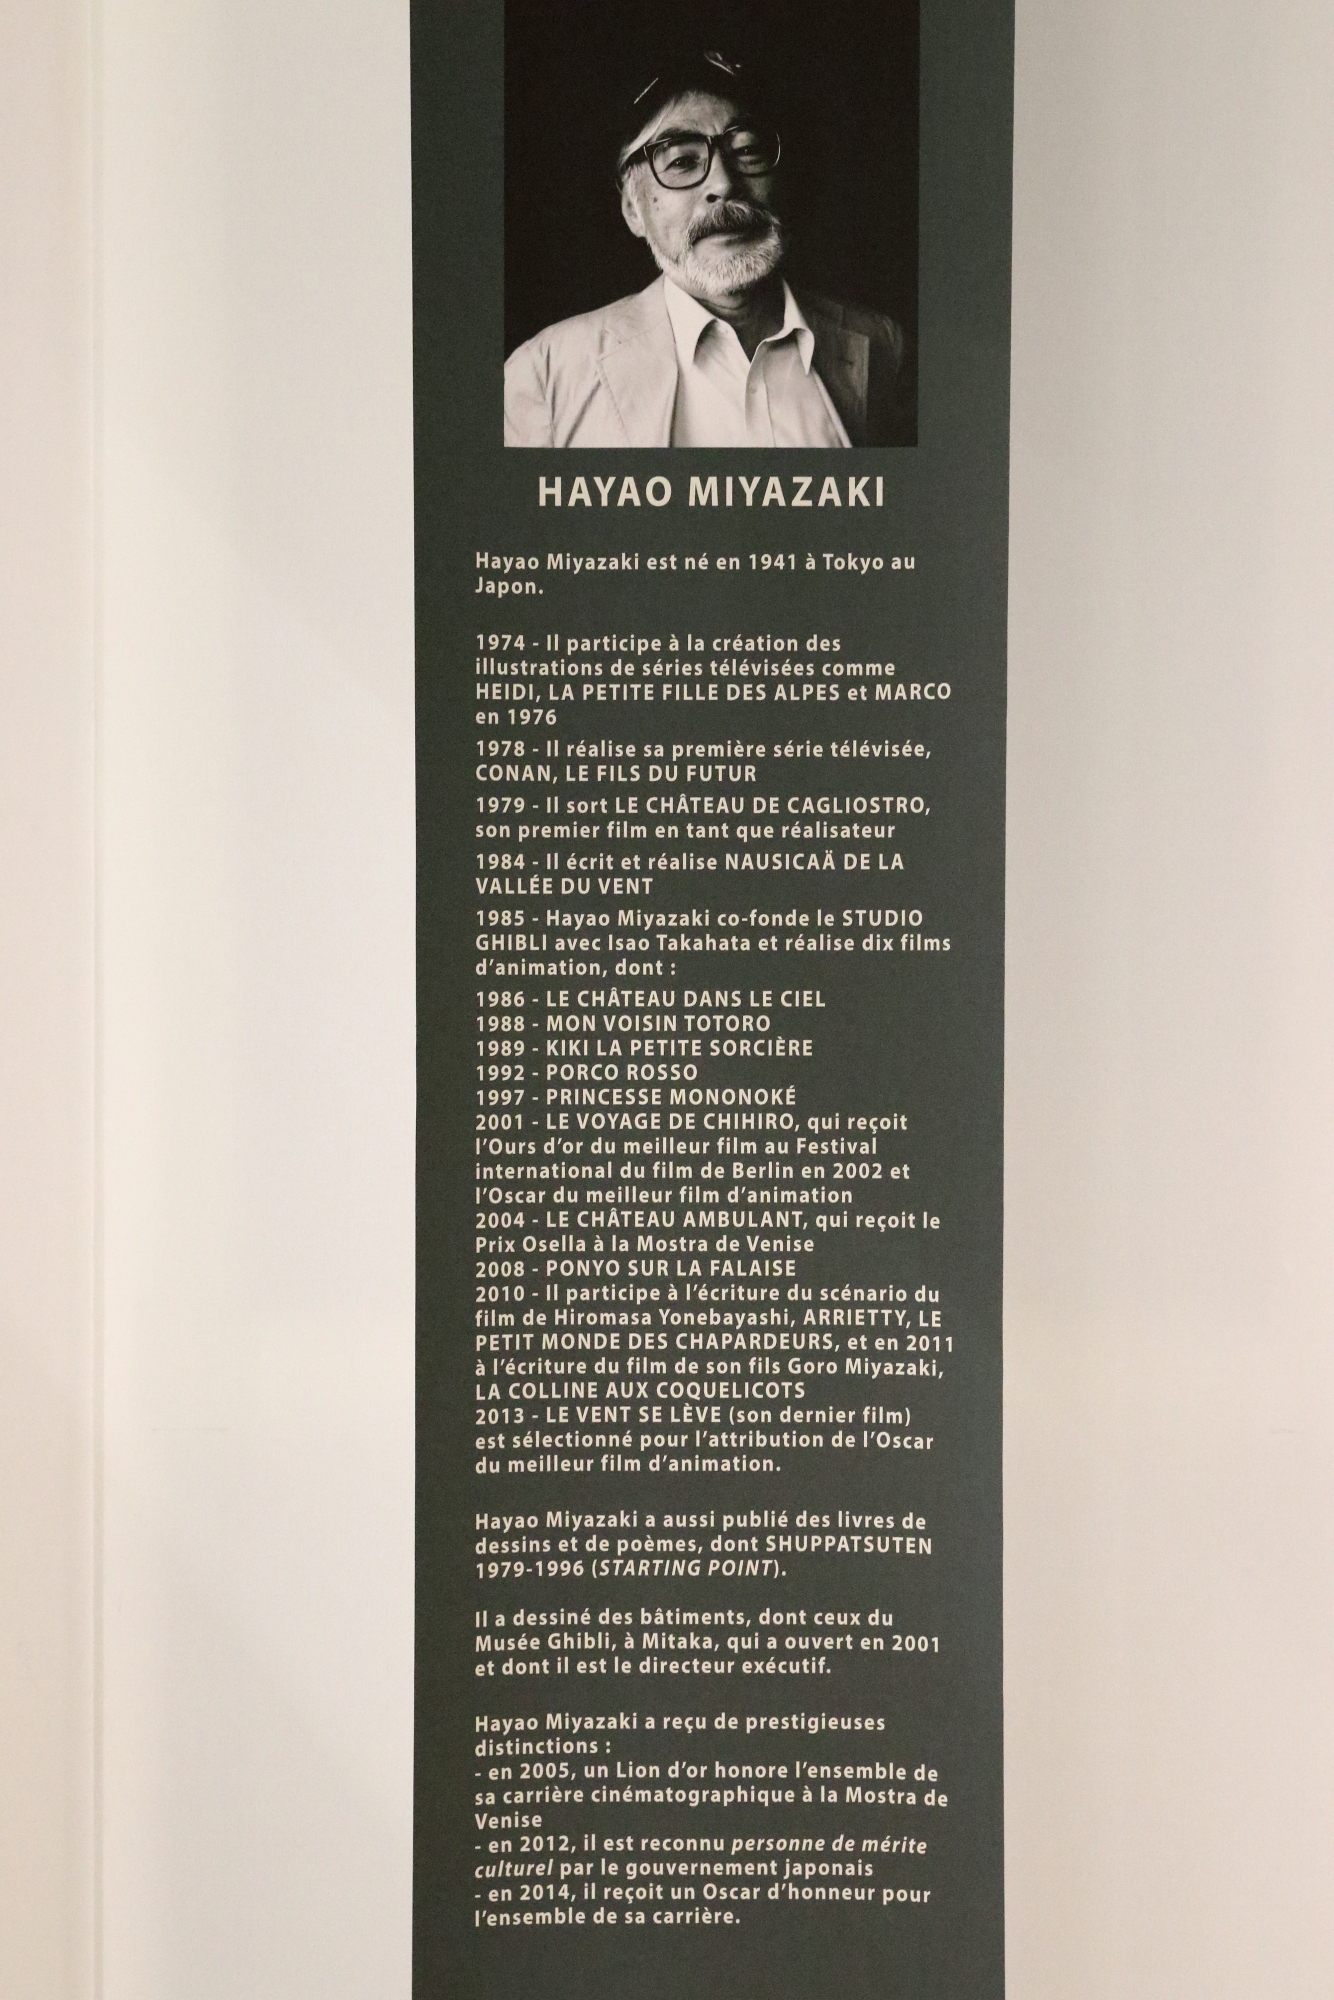 HAYAO MIYAZAKI
Hayao Miyazaki est né en 1941 à Tokyo au
Japon.
1974 - Il participe à la création des
illustrations de séries télévisées comme
HEIDI, LA PETITE FILLE DES ALPES et MARCO
en 1976
1978 - Il réalise sa première série télévisée,
CONAN, LE FILS DU FUTUR
1979 - Il sort LE CHÂTEAU DE CAGLIOSTRO,
son premier film en tant que réalisateur
1984 - Il écrit et réalise NAUSICAÄ DE LA
VALLÉE DU VENT
1985 - Hayao Miyazaki co-fonde le STUDIO
GHIBLI avec Isao Takahata et réalise dix films
d’animation, dont :
1986 - LE CHÂTEAU DANS LE CIEL
1988 - MON VOISIN TOTORO
1989 - KIKI LA PETITE SORCIÈRE
1992 - PORCO ROSSO
1997 - PRINCESSE MONONOKÉ
2001 - LE VOYAGE DE CHIHIRO, qui reçoit
l’Ours d’or du meilleur film au Festival
international du film de Berlin en 2002 et
l’Oscar du meilleur film d’animation
2004 - LE CHÂTEAU AMBULANT, qui reçoit le
Prix Osella à la Mostra de Venise
2008 - PONYO SUR LA FALAISE
2010 - Il participe à l’écriture du scénario du
film de Hiromasa Yonebayashi, ARRIETTY, LE
PETIT MONDE DES CHAPARDEURS, et en 2011
à l’écriture du film de son fils Goro Miyazaki,
LA COLLINE AUX COQUELICOTS
2013 - LE VENT SE LÈVE (son dernier film)
est sélectionné pour l’attribution de l’Oscar
du meilleur film d’animation.
Hayao Miyazaki a aussi publié des livres de
dessins et de poèmes, dont SHUPPATSUTEN
1979-1996 (STARTING POINT).
Il a dessiné des bâtiments, dont ceux du
Musée Ghibli, à Mitaka, qui a ouvert en 2001
et dont il est le directeur exécutif.
Hayao Miyazaki a reçu de prestigieuses
distinctions :
- en 2005, un Lion d’or honore l’ensemble de
sa carrière cinématographique à la Mostra de
Venise
- en 2012, il est reconnu personne de mérite
culturel par le gouvernement japonais
- en 2014, il reçoit un Oscar d’honneur pour
l’ensemble de sa carrière.